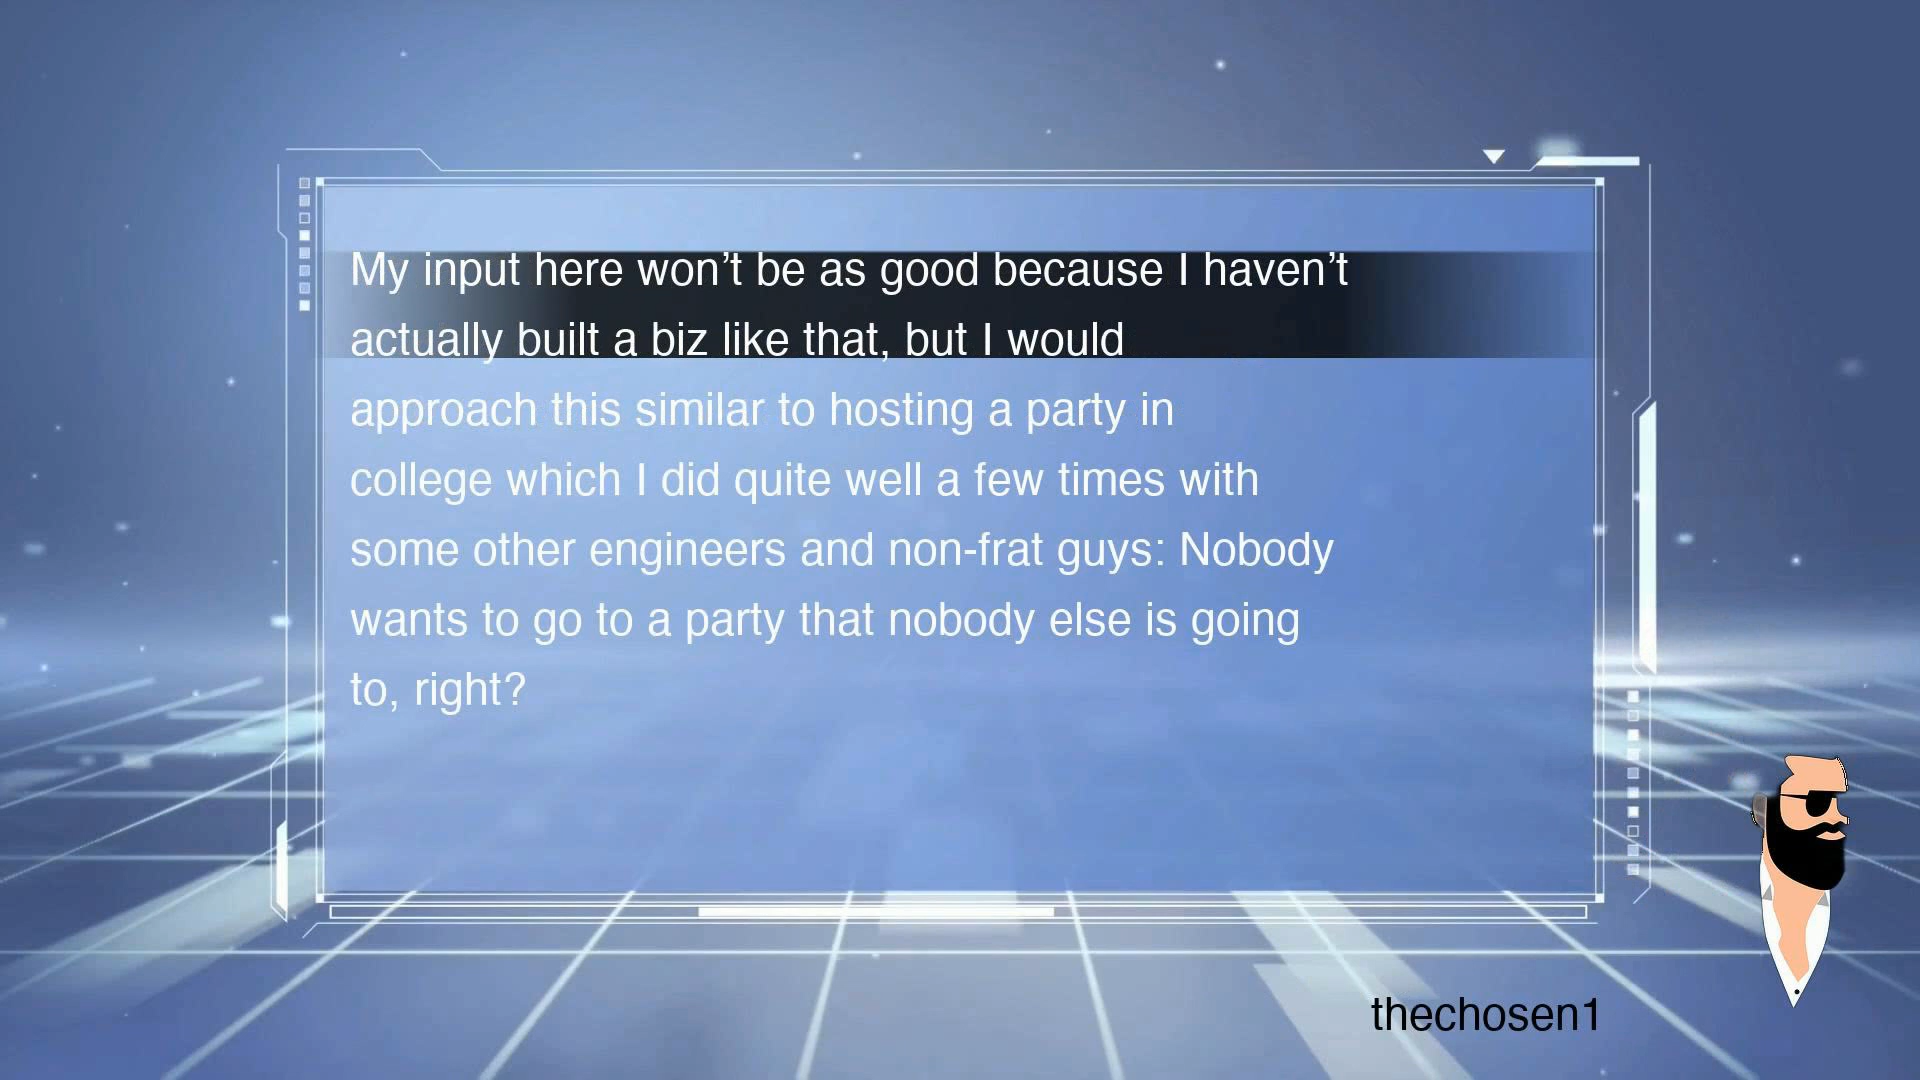 My input here won’t be as good because I haven’t
actually built a biz like that, but I would
approach this similar to hosting a party in
college which I did quite well a few times with
some other engineers and non-frat guys: Nobody
wants to go to a party that nobody else is going
to, right?
thechosen1